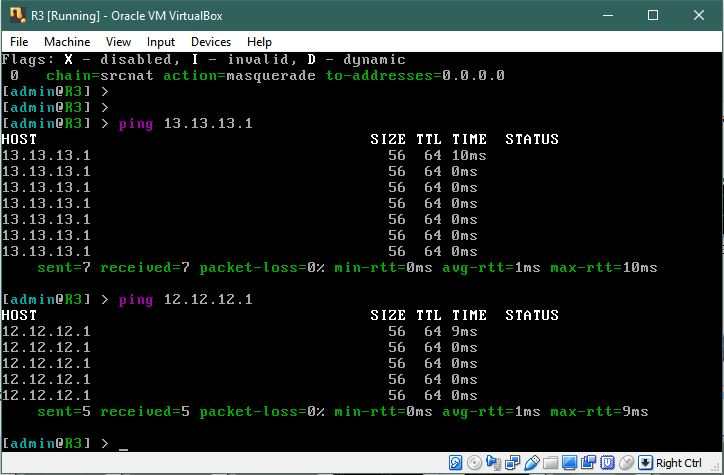 R3 [Running] - Oracle VM VirtualBox
File Machine View Input Devices Help
Flags: X - disabled, I - invalid, D - dynamic
0 chain=srcnat action=masquerade to-addresses=0.0.0.0
[admin@R3] >
[admin@R3] >
[admin@R3] > ping 13.13.13.1
HOST SIZE TTL TIME STATUS
13.13.13.1 56 64 10ms
13.13.13.1 56 64 0ms
13.13.13.1 56 64 0ms
13.13.13.1 56 64 0ms
13.13.13.1 56 64 0ms
13.13.13.1 56 64 0ms
13.13.13.1 56 64 0ms
sent=7 received=7 packet-loss=0% min-rtt=0ms avg-rtt=1ms max-rtt=10ms
[admin@R3] > ping 12.12.12.1
HOST SIZE TTL TIME STATUS
12.12.12.1 56 64 9ms
12.12.12.1 56 64 0ms
12.12.12.1 56 64 0ms
12.12.12.1 56 64 0ms
12.12.12.1 56 64 0ms
sent=5 received=5 packet-loss=0% min-rtt=0ms avg-rtt=1ms max-rtt=9ms
[admin@R3] > _
Right Ctrl